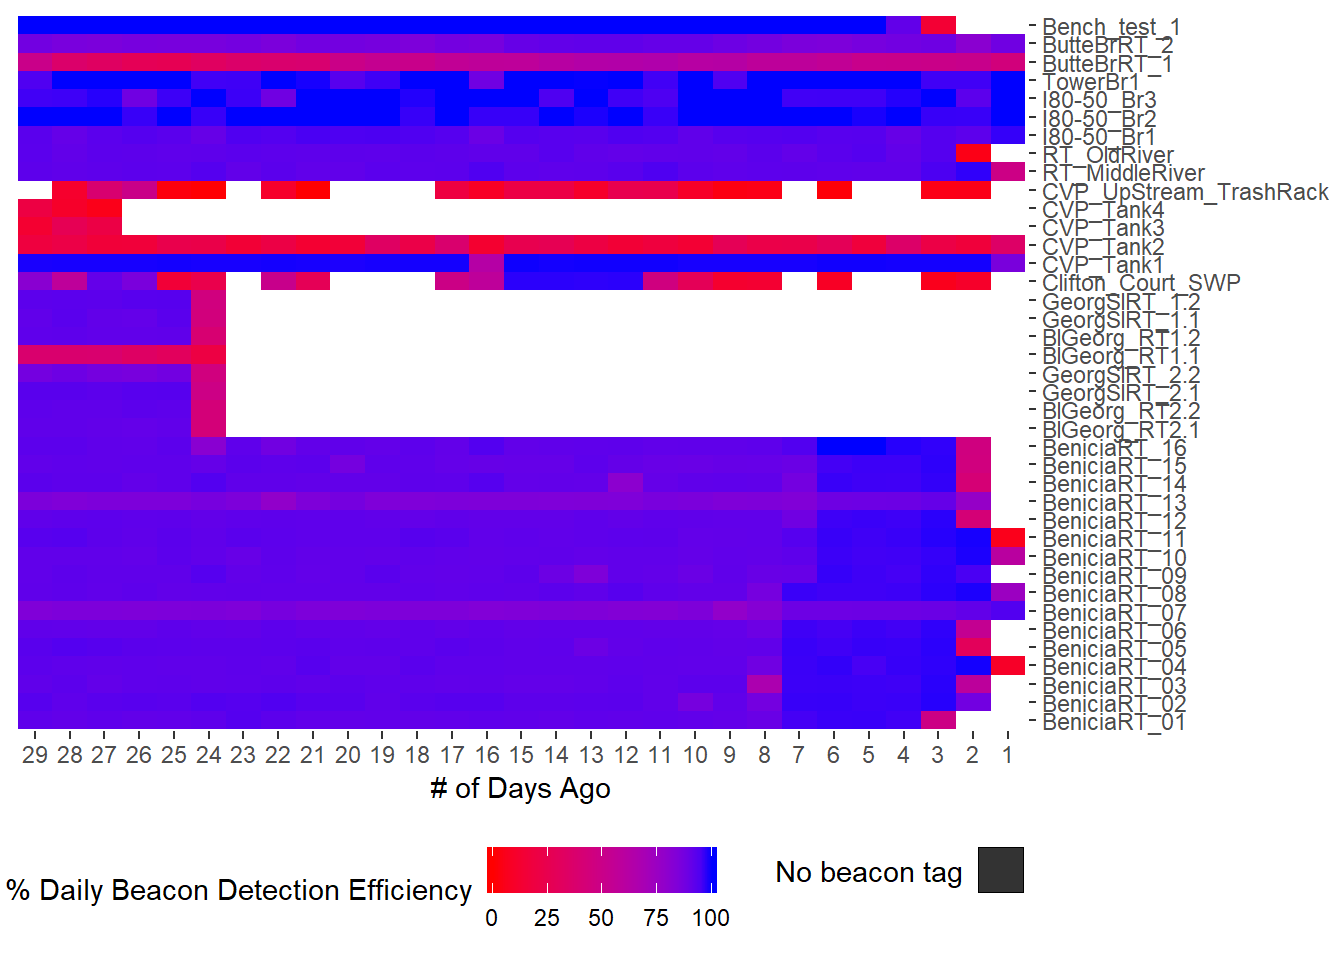 Bench_test_1
ButteBrRT_2
ButteBrRT_1
TowerBr1
I80-50_Br3
I80-50_Br2
I80-50_Br1
RT_OldRiver
RT_MiddleRiver
CVP_UpStream_TrashRack
CVP_Tank4
CVP_Tank3
CVP_Tank2
CVP_Tank1
Clifton_Court_SWP
GeorgSlRT_1.2
GeorgSlRT_1.1
BlGeorg_RT1.2
BlGeorg_RT1.1
GeorgSlRT_2.2
GeorgSlRT_2.1
BlGeorg_RT2.2
BlGeorg_RT2.1
BeniciaRT_16
BeniciaRT_15
BeniciaRT_14
BeniciaRT_13
BeniciaRT_12
BeniciaRT_11
BeniciaRT_10
BeniciaRT_09
BeniciaRT_08
BeniciaRT_07
BeniciaRT_06
BeniciaRT_05
BeniciaRT_04
BeniciaRT_03
BeniciaRT_02
BeniciaRT_01
29 28 27 26 25 24 23 22 21 20 19 18 17 16 15 14 13 12 11 10 9 8 7 6 5 4 3 2 1
# of Days Ago
% Daily Beacon Detection Efficiency
0 25 50 75 100
No beacon tag